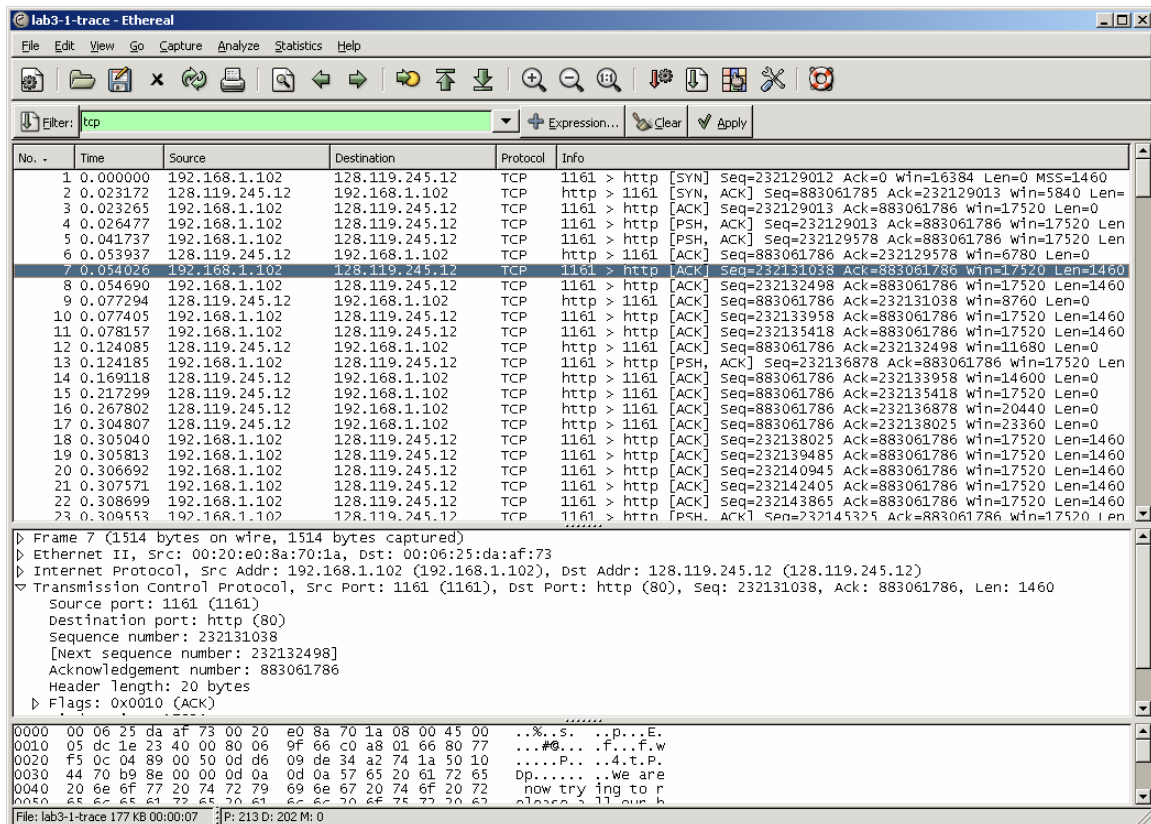 lab3-1-trace - Ethereal
File Edit View Go Capture Analyze Statistics Help
Filter: tcp Expression... Clear Apply
No. - Time Source Destination Protocol Info
1 0.000000 192.168.1.102 128.119.245.12 TCP 1161 > http [SYN] Seq=232129012 Ack=0 Win=16384 Len=0 MSS=1460
2 0.023172 128.119.245.12 192.168.1.102 TCP http > 1161 [SYN, ACK] Seq=883061785 Ack=232129013 Win=5840 Len=
3 0.023265 192.168.1.102 128.119.245.12 TCP 1161 > http [ACK] Seq=232129013 Ack=883061786 Win=17520 Len=0
4 0.026477 192.168.1.102 128.119.245.12 TCP 1161 > http [PSH, ACK] Seq=232129013 Ack=883061786 Win=17520 Len
5 0.041737 192.168.1.102 128.119.245.12 TCP 1161 > http [PSH, ACK] Seq=232129578 Ack=883061786 Win=17520 Len
6 0.053937 128.119.245.12 192.168.1.102 TCP http > 1161 [ACK] Seq=883061786 Ack=232129578 Win=6780 Len=0
7 0.054026 192.168.1.102 128.119.245.12 TCP 1161 > http [ACK] Seq=232131038 Ack=883061786 Win=17520 Len=1460
8 0.054690 192.168.1.102 128.119.245.12 TCP 1161 > http [ACK] Seq=232132498 Ack=883061786 Win=17520 Len=1460
9 0.077294 128.119.245.12 192.168.1.102 TCP http > 1161 [ACK] Seq=883061786 Ack=232131038 Win=8760 Len=0
10 0.077405 192.168.1.102 128.119.245.12 TCP 1161 > http [ACK] Seq=232133958 Ack=883061786 Win=17520 Len=1460
11 0.078157 192.168.1.102 128.119.245.12 TCP 1161 > http [ACK] Seq=232135418 Ack=883061786 Win=17520 Len=1460
12 0.124085 128.119.245.12 192.168.1.102 TCP http > 1161 [ACK] Seq=883061786 Ack=232132498 Win=11680 Len=0
13 0.124185 192.168.1.102 128.119.245.12 TCP 1161 > http [PSH, ACK] Seq=232136878 Ack=883061786 Win=17520 Len
14 0.169118 128.119.245.12 192.168.1.102 TCP http > 1161 [ACK] Seq=883061786 Ack=232133958 Win=14600 Len=0
15 0.217299 128.119.245.12 192.168.1.102 TCP http > 1161 [ACK] Seq=883061786 Ack=232135418 Win=17520 Len=0
16 0.267802 128.119.245.12 192.168.1.102 TCP http > 1161 [ACK] Seq=883061786 Ack=232136878 Win=20440 Len=0
17 0.304807 128.119.245.12 192.168.1.102 TCP http > 1161 [ACK] Seq=883061786 Ack=232138025 Win=23360 Len=0
18 0.305040 192.168.1.102 128.119.245.12 TCP 1161 > http [ACK] Seq=232138025 Ack=883061786 Win=17520 Len=1460
19 0.305813 192.168.1.102 128.119.245.12 TCP 1161 > http [ACK] Seq=232139485 Ack=883061786 Win=17520 Len=1460
20 0.306692 192.168.1.102 128.119.245.12 TCP 1161 > http [ACK] Seq=232140945 Ack=883061786 Win=17520 Len=1460
21 0.307571 192.168.1.102 128.119.245.12 TCP 1161 > http [ACK] Seq=232142405 Ack=883061786 Win=17520 Len=1460
22 0.308699 192.168.1.102 128.119.245.12 TCP 1161 > http [ACK] Seq=232143865 Ack=883061786 Win=17520 Len=1460
23 0.309553 192.168.1.102 128.119.245.12 TCP 1161 > http [PSH, ACK] Seq=232145325 Ack=883061786 Win=17520 Len
Frame 7 (1514 bytes on wire, 1514 bytes captured)
Ethernet II, Src: 00:20:e0:8a:70:1a, Dst: 00:06:25:da:af:73
Internet Protocol, Src Addr: 192.168.1.102 (192.168.1.102), Dst Addr: 128.119.245.12 (128.119.245.12)
Transmission Control Protocol, Src Port: 1161 (1161), Dst Port: http (80), Seq: 232131038, Ack: 883061786, Len: 1460
Source port: 1161 (1161)
Destination port: http (80)
Sequence number: 232131038
[Next sequence number: 232132498]
Acknowledgement number: 883061786
Header length: 20 bytes
Flags: 0x0010 (ACK)
0000 00 06 25 da af 73 00 20 e0 8a 70 1a 08 00 45 00 ..%..s. ..p...E.
0010 05 dc 1e 23 40 00 80 06 9f 66 c0 a8 01 66 80 77 ...#@... .f...f.w
0020 f5 0c 04 89 00 50 0d d6 09 de 34 a2 74 1a 50 10 .....P.. ..4.t.P.
0030 44 70 b9 8e 00 00 0d 0a 0d 0a 57 65 20 61 72 65 Dp...... ..We are
0040 20 6e 6f 77 20 74 72 79 69 6e 67 20 74 6f 20 72 now try ing to r
0050 65 6c 65 61 73 65 20 61 6c 6c 20 6f 75 72 20 62 elease a ll our b
File: lab3-1-trace 177 KB 00:00:07 P: 213 D: 202 M: 0